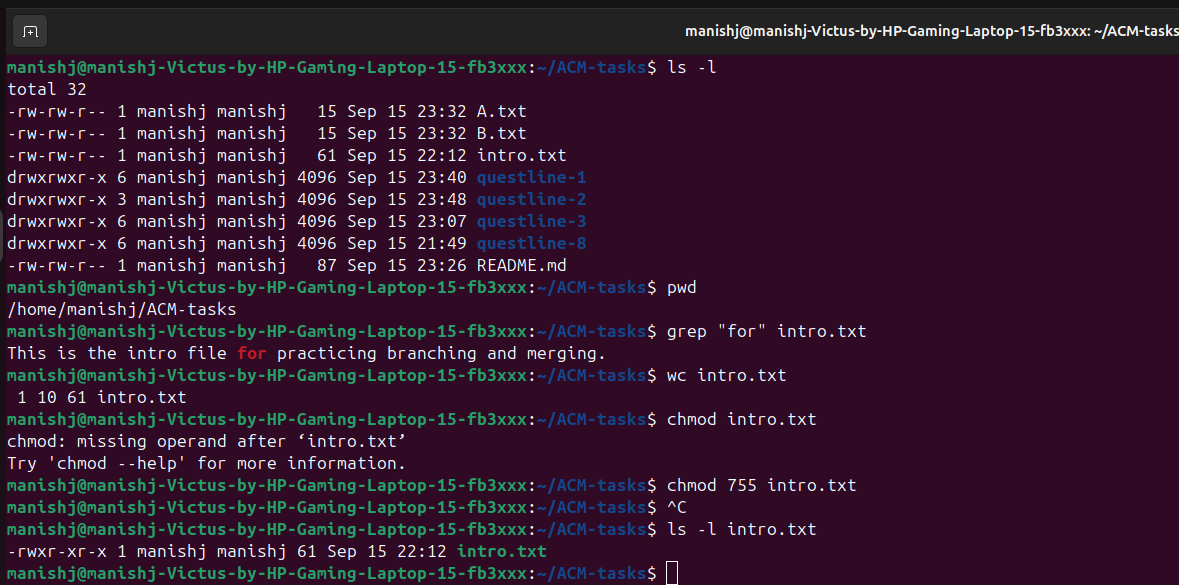 manishj@manishj-Victus-by-HP-Gaming-Laptop-15-fb3xxx: ~/ACM-tasks
manishj@manishj-Victus-by-HP-Gaming-Laptop-15-fb3xxx:~/ACM-tasks$ ls -l
total 32
-rw-rw-r-- 1 manishj manishj   15 Sep 15 23:32 A.txt
-rw-rw-r-- 1 manishj manishj   15 Sep 15 23:32 B.txt
-rw-rw-r-- 1 manishj manishj   61 Sep 15 22:12 intro.txt
drwxrwxr-x 6 manishj manishj 4096 Sep 15 23:40 questline-1
drwxrwxr-x 3 manishj manishj 4096 Sep 15 23:48 questline-2
drwxrwxr-x 6 manishj manishj 4096 Sep 15 23:07 questline-3
drwxrwxr-x 6 manishj manishj 4096 Sep 15 21:49 questline-8
-rw-rw-r-- 1 manishj manishj   87 Sep 15 23:26 README.md
manishj@manishj-Victus-by-HP-Gaming-Laptop-15-fb3xxx:~/ACM-tasks$ pwd
/home/manishj/ACM-tasks
manishj@manishj-Victus-by-HP-Gaming-Laptop-15-fb3xxx:~/ACM-tasks$ grep "for" intro.txt
This is the intro file for practicing branching and merging.
manishj@manishj-Victus-by-HP-Gaming-Laptop-15-fb3xxx:~/ACM-tasks$ wc intro.txt
 1 10 61 intro.txt
manishj@manishj-Victus-by-HP-Gaming-Laptop-15-fb3xxx:~/ACM-tasks$ chmod intro.txt
chmod: missing operand after ‘intro.txt’
Try 'chmod --help' for more information.
manishj@manishj-Victus-by-HP-Gaming-Laptop-15-fb3xxx:~/ACM-tasks$ chmod 755 intro.txt
manishj@manishj-Victus-by-HP-Gaming-Laptop-15-fb3xxx:~/ACM-tasks$ ^C
manishj@manishj-Victus-by-HP-Gaming-Laptop-15-fb3xxx:~/ACM-tasks$ ls -l intro.txt
-rwxr-xr-x 1 manishj manishj 61 Sep 15 22:12 intro.txt
manishj@manishj-Victus-by-HP-Gaming-Laptop-15-fb3xxx:~/ACM-tasks$